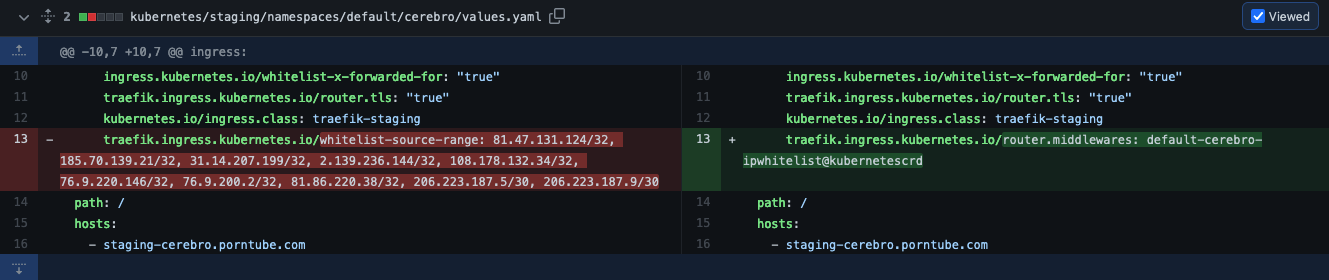 2 kubernetes/staging/namespaces/default/cerebro/values.yaml Viewed
@@ -10,7 +10,7 @@ ingress:
10 ingress.kubernetes.io/whitelist-x-forwarded-for: "true"
11 traefik.ingress.kubernetes.io/router.tls: "true"
12 kubernetes.io/ingress.class: traefik-staging
13 - traefik.ingress.kubernetes.io/whitelist-source-range: 81.47.131.124/32,
185.70.139.21/32, 31.14.207.199/32, 2.139.236.144/32, 108.178.132.34/32,
76.9.220.146/32, 76.9.200.2/32, 81.86.220.38/32, 206.223.187.5/30, 206.223.187.9/30
14 path: /
15 hosts:
16 - staging-cerebro.porntube.com
10 ingress.kubernetes.io/whitelist-x-forwarded-for: "true"
11 traefik.ingress.kubernetes.io/router.tls: "true"
12 kubernetes.io/ingress.class: traefik-staging
13 + traefik.ingress.kubernetes.io/router.middlewares: default-cerebro-
ipwhitelist@kubernetescrd
14 path: /
15 hosts:
16 - staging-cerebro.porntube.com